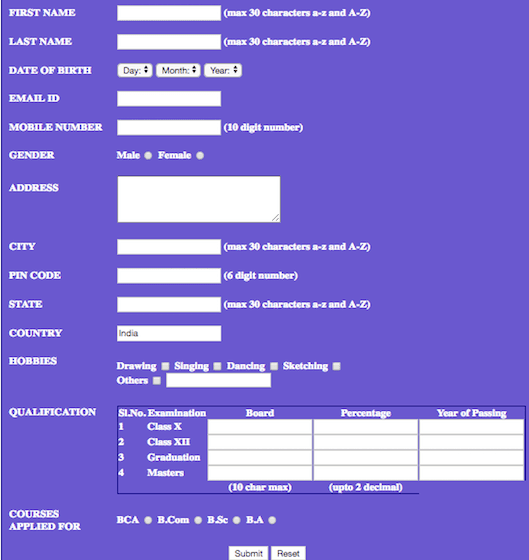 FIRST NAME (max 30 characters a-z and A-Z)
LAST NAME (max 30 characters a-z and A-Z)
DATE OF BIRTH Day: Month: Year:
EMAIL ID
MOBILE NUMBER (10 digit number)
GENDER Male Female
ADDRESS
CITY (max 30 characters a-z and A-Z)
PIN CODE (6 digit number)
STATE (max 30 characters a-z and A-Z)
COUNTRY India
HOBBIES
Drawing Singing Dancing Sketching
Others
QUALIFICATION Sl.No. Examination Board Percentage Year of Passing
1 Class X
2 Class XII
3 Graduation
4 Masters
(10 char max) (upto 2 decimal)
COURSES
APPLIED FOR BCA B.Com B.Sc B.A
Submit Reset